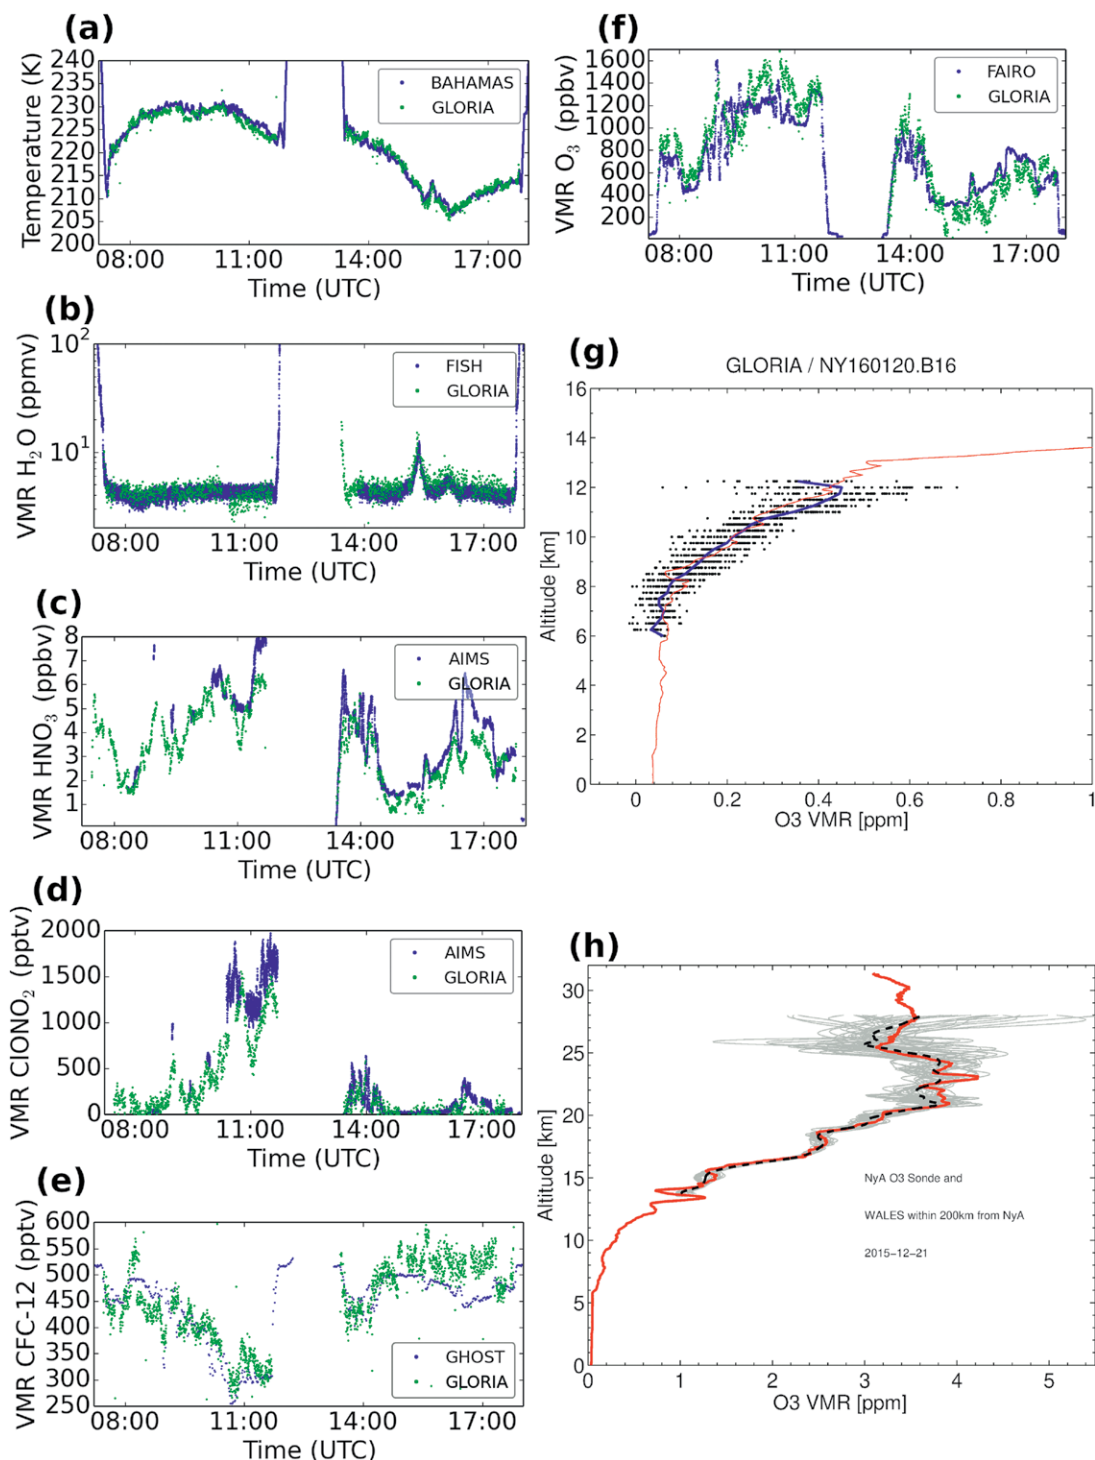 (a)
240
235
230
225
220
215
210
205
200
Temperature (K)
BAHAMAS
GLORIA
08:00 11:00 14:00 17:00
Time (UTC)
(b)
10²
10¹
VMR H₂O (ppmv)
FISH
GLORIA
08:00 11:00 14:00 17:00
Time (UTC)
(c)
8
7
6
5
4
3
2
1
VMR HNO₃ (ppbv)
AIMS
GLORIA
08:00 11:00 14:00 17:00
Time (UTC)
(d)
2000
1500
1000
500
0
VMR ClONO₂ (pptv)
AIMS
GLORIA
08:00 11:00 14:00 17:00
Time (UTC)
(e)
600
550
500
450
400
350
300
250
VMR CFC-12 (pptv)
GHOST
GLORIA
08:00 11:00 14:00 17:00
Time (UTC)
(f)
1600
1400
1200
1000
800
600
400
200
VMR O₃ (ppbv)
FAIRO
GLORIA
08:00 11:00 14:00 17:00
Time (UTC)
(g)
GLORIA / NY160120.B16
16
14
12
10
8
6
4
2
0
Altitude [km]
0 0.2 0.4 0.6 0.8 1
O3 VMR [ppm]
(h)
30
25
20
15
10
5
0
Altitude [km]
NyA O3 Sonde and
WALES within 200km from NyA
2015−12−21
0 1 2 3 4 5
O3 VMR [ppm]